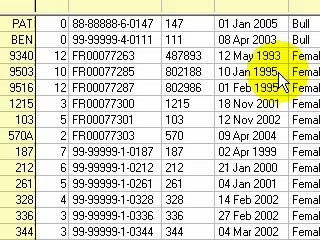 PAT 0 88-88888-6-0147 147 01 Jan 2005 Bull
BEN 0 99-99999-4-0111 111 08 Apr 2003 Bull
9340 12 FR00077263 487893 12 May 1993 Femal
9503 10 FR00077285 802188 10 Jan 1995 Femal
9516 12 FR00077287 802986 01 Feb 1995 Femal
1215 3 FR00077300 1215 18 Nov 2001 Femal
103 5 FR00077301 103 12 Nov 2002 Femal
570A 2 FR00077303 570 09 Apr 2004 Femal
187 7 99-99999-1-0187 187 02 Apr 1999 Femal
212 6 99-99999-1-0212 212 21 Jan 2000 Femal
261 5 99-99999-1-0261 261 04 Jan 2001 Femal
328 4 99-99999-1-0328 328 14 Feb 2002 Femal
336 3 99-99999-1-0336 336 27 Feb 2002 Femal
344 3 99-99999-1-0344 344 04 Mar 2002 Femal